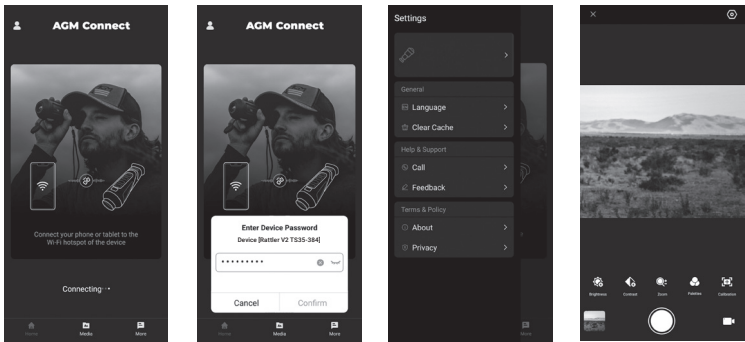 AGM Connect
Connect your phone or tablet to the
Wi-Fi hotspot of the device
Connecting···
Home
Media
More
AGM Connect
Enter Device Password
Device [Rattler V2 TS35-384]
Cancel
Confirm
Home
Media
More
Settings
General
Language
Clear Cache
Help & Support
Call
Feedback
Terms & Policy
About
Privacy
More
Brightness
Contrast
Zoom
Palettes
Calibration